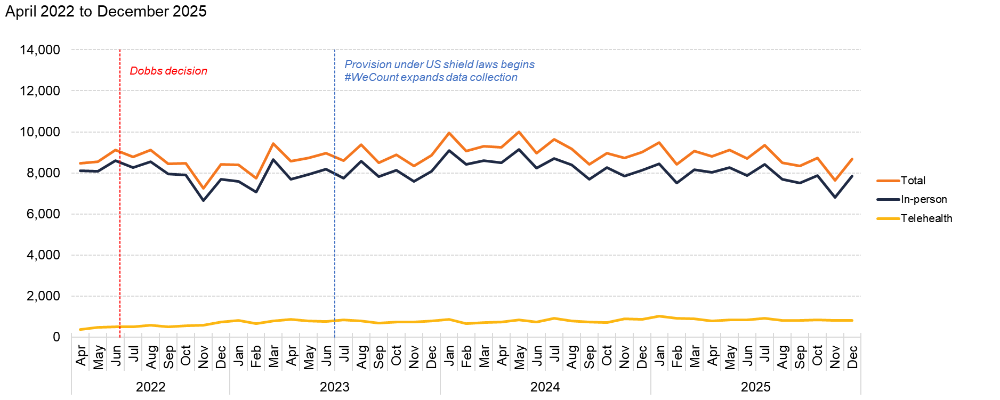 April 2022 to December 2025
14,000
12,000
10,000
8,000
6,000
4,000
2,000
0
Dobbs decision
Provision under US shield laws begins
#WeCount expands data collection
Total
In-person
Telehealth
Apr May Jun Jul Aug Sep Oct Nov Dec Jan Feb Mar Apr May Jun Jul Aug Sep Oct Nov Dec Jan Feb Mar Apr May Jun Jul Aug Sep Oct Nov Dec Jan Feb Mar Apr May Jun Jul Aug Sep Oct Nov Dec
2022 2023 2024 2025